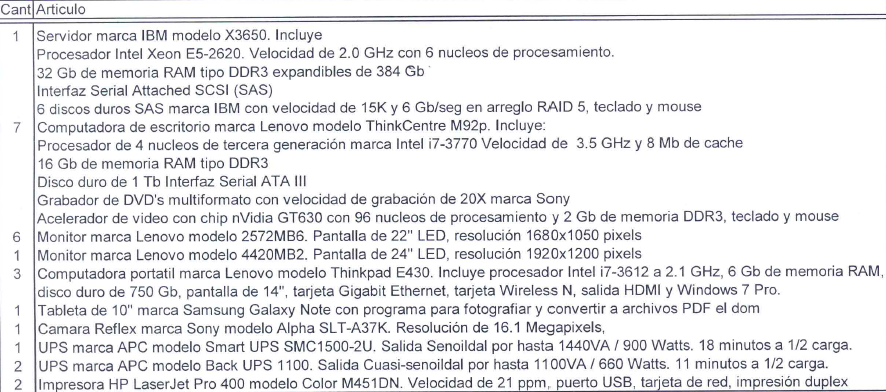 Cant Articulo
1 Servidor marca IBM modelo X3650. Incluye
Procesador Intel Xeon E5-2620. Velocidad de 2.0 GHz con 6 nucleos de procesamiento.
32 Gb de memoria RAM tipo DDR3 expandibles de 384 Gb
Interfaz Serial Attached SCSI (SAS)
6 discos duros SAS marca IBM con velocidad de 15K y 6 Gb/seg en arreglo RAID 5, teclado y mouse
7 Computadora de escritorio marca Lenovo modelo ThinkCentre M92p. Incluye:
Procesador de 4 nucleos de tercera generación marca Intel i7-3770 Velocidad de 3.5 GHz y 8 Mb de cache
16 Gb de memoria RAM tipo DDR3
Disco duro de 1 Tb Interfaz Serial ATA III
Grabador de DVD's multiformato con velocidad de grabación de 20X marca Sony
Acelerador de video con chip nVidia GT630 con 96 nucleos de procesamiento y 2 Gb de memoria DDR3, teclado y mouse
6 Monitor marca Lenovo modelo 2572MB6. Pantalla de 22" LED, resolución 1680x1050 pixels
1 Monitor marca Lenovo modelo 4420MB2. Pantalla de 24" LED, resolución 1920x1200 pixels
3 Computadora portatil marca Lenovo modelo Thinkpad E430. Incluye procesador Intel i7-3612 a 2.1 GHz, 6 Gb de memoria RAM,
disco duro de 750 Gb, pantalla de 14", tarjeta Gigabit Ethernet, tarjeta Wireless N, salida HDMI y Windows 7 Pro.
1 Tableta de 10" marca Samsung Galaxy Note con programa para fotografiar y convertir a archivos PDF el dom
1 Camara Reflex marca Sony modelo Alpha SLT-A37K. Resolución de 16.1 Megapixels,
1 UPS marca APC modelo Smart UPS SMC1500-2U. Salida Senoildal por hasta 1440VA / 900 Watts. 18 minutos a 1/2 carga.
2 UPS marca APC modelo Back UPS 1100. Salida Cuasi-senoildal por hasta 1100VA / 660 Watts. 11 minutos a 1/2 carga.
2 Impresora HP LaserJet Pro 400 modelo Color M451DN. Velocidad de 21 ppm, puerto USB, tarjeta de red, impresión duplex